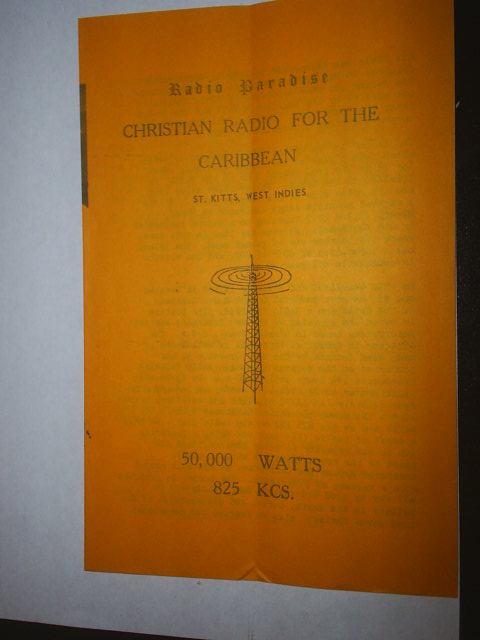 Radio Paradise
CHRISTIAN RADIO FOR THE
CARIBBEAN
ST. KITTS, WEST INDIES
50,000 WATTS
825 KCS.